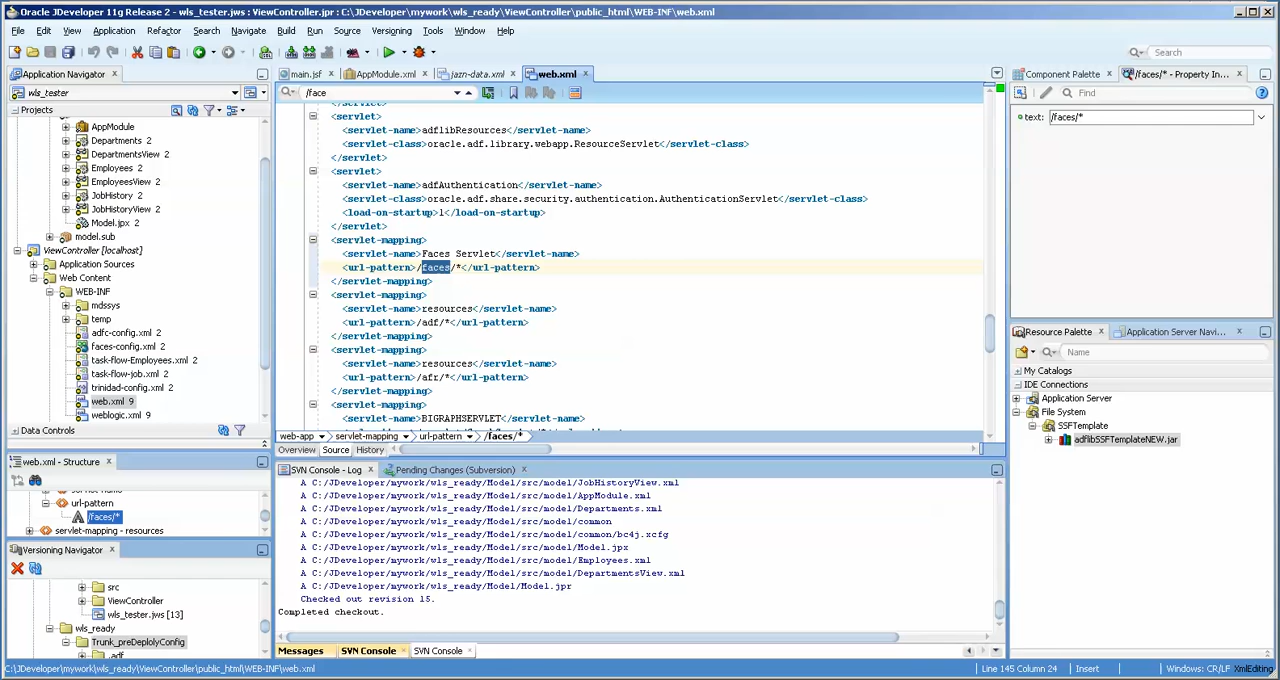 Oracle JDeveloper 11g Release 2 - wls_tester.jws : ViewController.jpr : C:\JDeveloper\mywork\wls_ready\ViewController\public_html\WEB-INF\web.xml
File Edit View Application Refactor Search Navigate Build Run Source Versioning Tools Window Help
Search
Application Navigator
wls_tester
Projects
AppModule
Departments 2
DepartmentsView 2
Employees 2
EmployeesView 2
JobHistory 2
JobHistoryView 2
Model.jpx 2
model.sub
ViewController [localhost]
Application Sources
Web Content
WEB-INF
mdssys
temp
adfc-config.xml 2
faces-config.xml 2
task-flow-Employees.xml 2
task-flow-job.xml 2
trinidad-config.xml 2
web.xml 9
weblogic.xml 9
Data Controls
web.xml - Structure
url-pattern
/faces/*
servlet-mapping - resources
Versioning Navigator
src
ViewController
wls_tester.jws [13]
wls_ready
Trunk_preDeployConfig
.adf
main.jsf AppModule.xml jazn-data.xml web.xml
/face
</servlet>
<servlet>
<servlet-name>adflibResources</servlet-name>
<servlet-class>oracle.adf.library.webapp.ResourceServlet</servlet-class>
</servlet>
<servlet>
<servlet-name>adfAuthentication</servlet-name>
<servlet-class>oracle.adf.share.security.authentication.AuthenticationServlet</servlet-class>
<load-on-startup>1</load-on-startup>
</servlet>
<servlet-mapping>
<servlet-name>Faces Servlet</servlet-name>
<url-pattern>/faces/*</url-pattern>
</servlet-mapping>
<servlet-mapping>
<servlet-name>resources</servlet-name>
<url-pattern>/adf/*</url-pattern>
</servlet-mapping>
<servlet-mapping>
<servlet-name>resources</servlet-name>
<url-pattern>/afr/*</url-pattern>
</servlet-mapping>
<servlet-mapping>
<servlet-name>BIGRAPHSERVLET</servlet-name>
web-app servlet-mapping url-pattern /faces/*
Overview Source History
SVN Console - Log Pending Changes (Subversion)
A C:/JDeveloper/mywork/wls_ready/Model/src/model/JobHistoryView.xml
A C:/JDeveloper/mywork/wls_ready/Model/src/model/AppModule.xml
A C:/JDeveloper/mywork/wls_ready/Model/src/model/Departments.xml
A C:/JDeveloper/mywork/wls_ready/Model/src/model/common
A C:/JDeveloper/mywork/wls_ready/Model/src/model/common/bc4j.xcfg
A C:/JDeveloper/mywork/wls_ready/Model/src/model/Model.jpx
A C:/JDeveloper/mywork/wls_ready/Model/src/model/Employees.xml
A C:/JDeveloper/mywork/wls_ready/Model/src/model/DepartmentsView.xml
A C:/JDeveloper/mywork/wls_ready/Model/Model.jpr
Checked out revision 15.
Completed checkout.
Messages SVN Console SVN Console
Component Palette /faces/* - Property In...
Find
text: /faces/*
Resource Palette Application Server Navi...
Name
My Catalogs
IDE Connections
Application Server
File System
SSFTemplate
adflibSSFTemplateNEW.jar
C:\JDeveloper\mywork\wls_ready\ViewController\public_html\WEB-INF\web.xml
Line 145 Column 24 Insert Windows: CR/LF XmlEditing